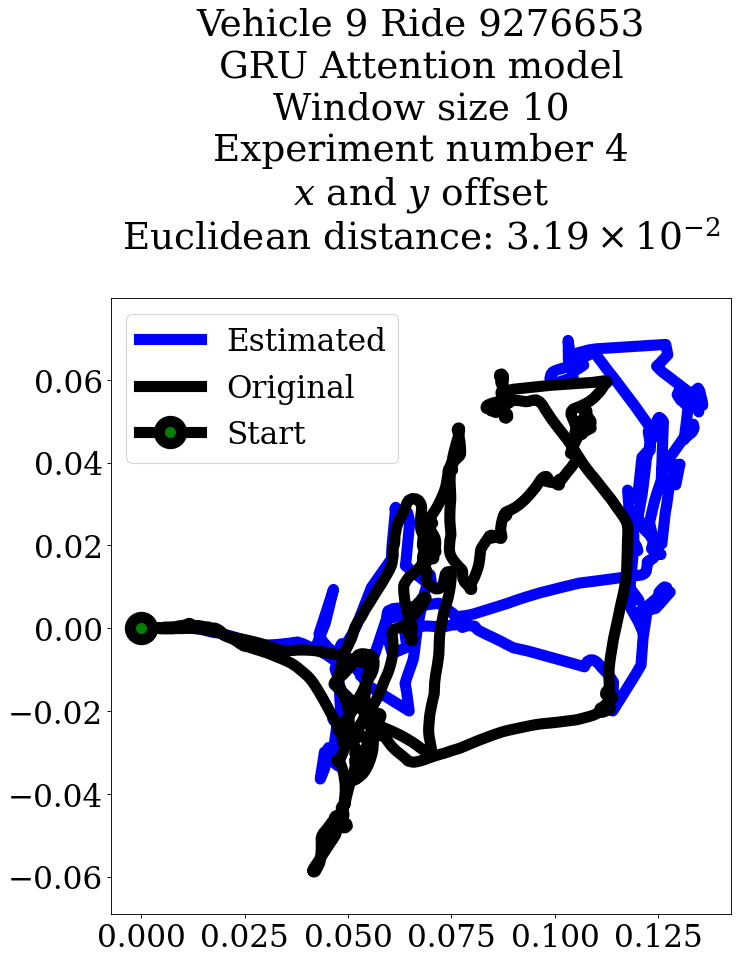 Vehicle 9 Ride 9276653
GRU Attention model
Window size 10
Experiment number 4
x and y offset
Euclidean distance: 3.19 × 10⁻²
Estimated
Original
Start
0.06
0.04
0.02
0.00
−0.02
−0.04
−0.06
0.000 0.025 0.050 0.075 0.100 0.125